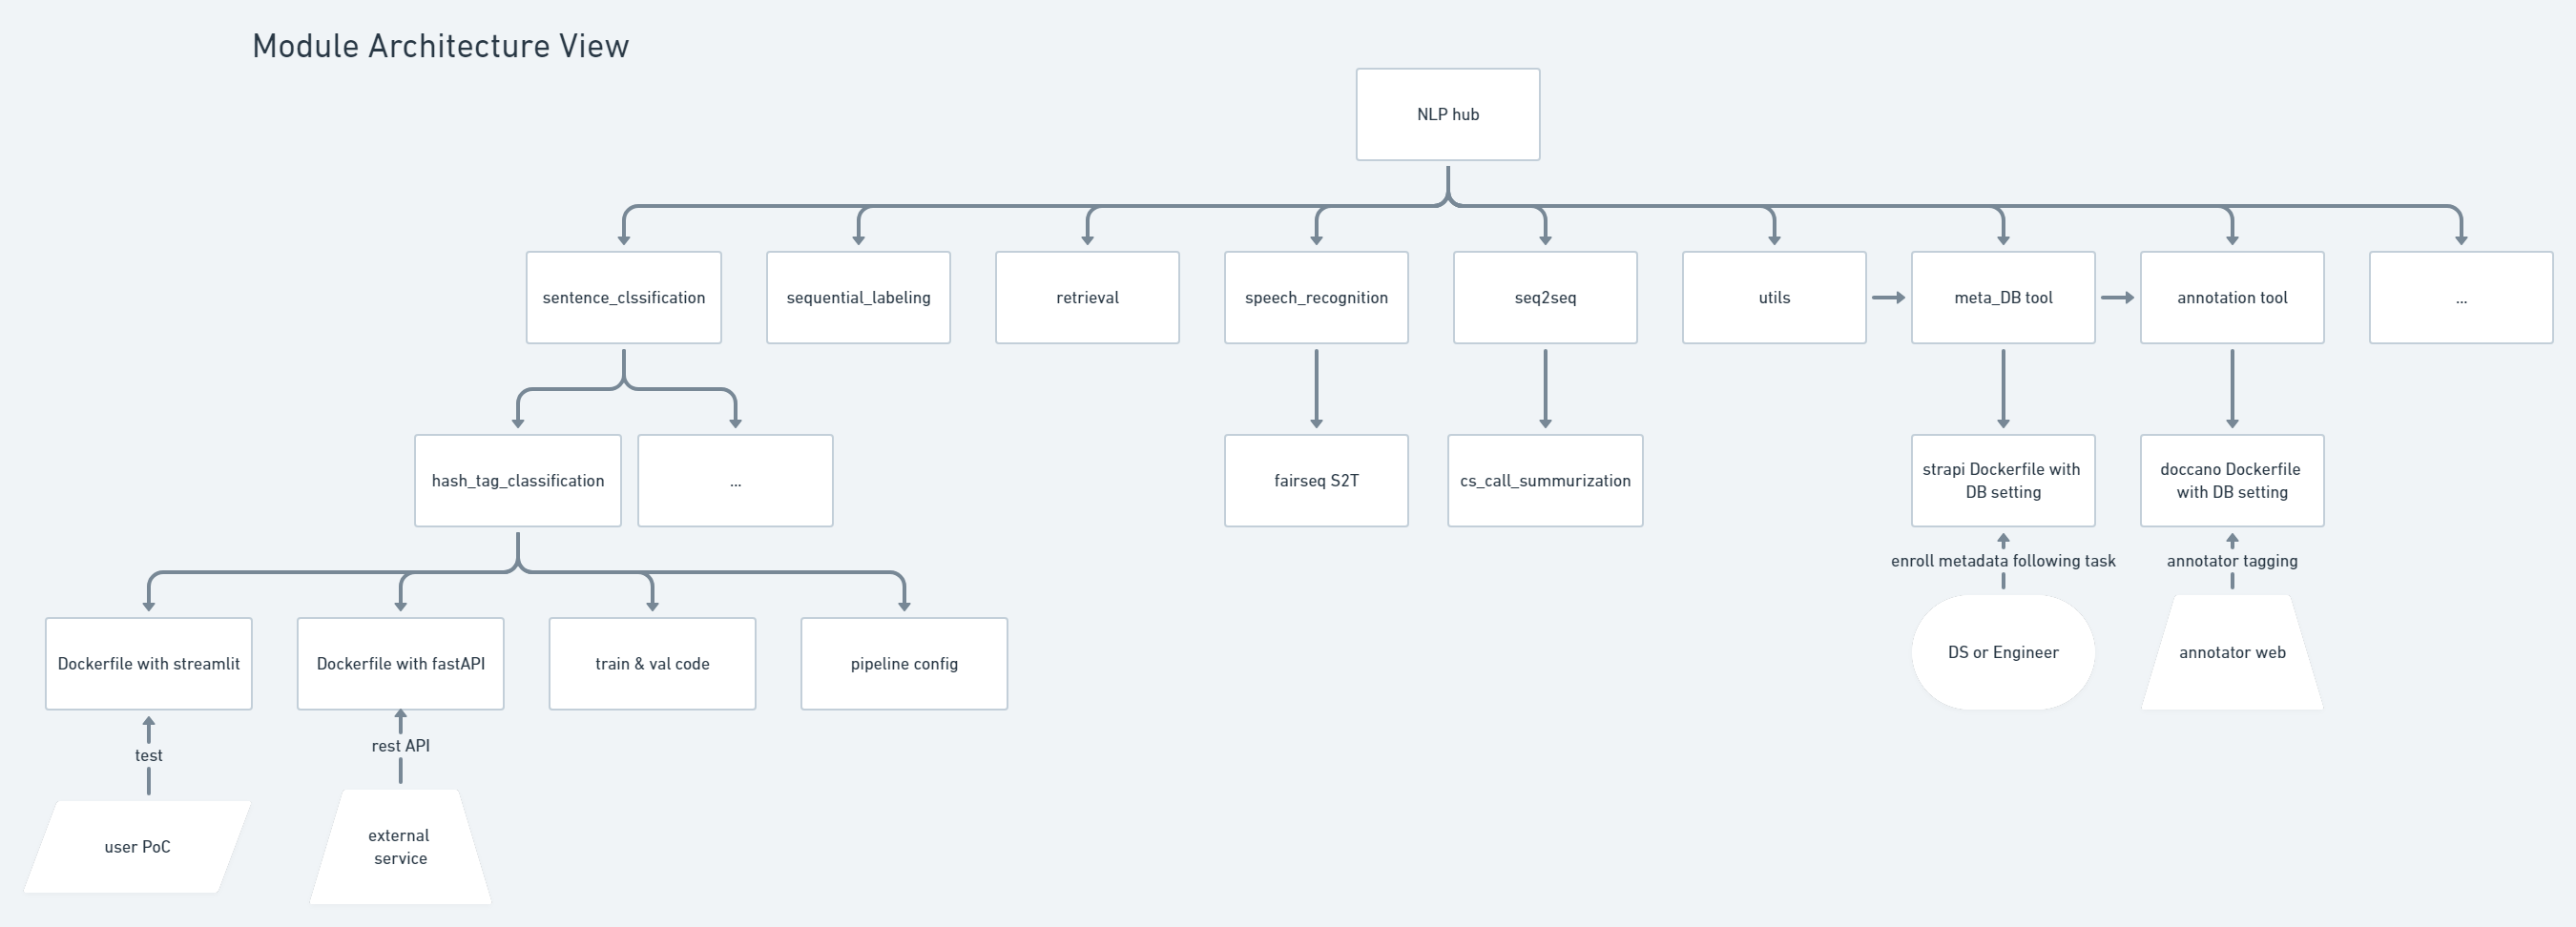 Module Architecture View
NLP hub
sentence_clssification
sequential_labeling
retrieval
speech_recognition
seq2seq
utils
meta_DB tool
annotation tool
...
hash_tag_classification
...
fairseq S2T
cs_call_summurization
strapi Dockerfile with
DB setting
doccano Dockerfile
with DB setting
enroll metadata following task
annotator tagging
Dockerfile with streamlit
Dockerfile with fastAPI
train & val code
pipeline config
DS or Engineer
annotator web
test
rest API
user PoC
external
service